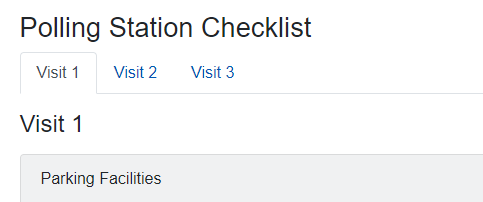 Polling Station Checklist
Visit 1 Visit 2 Visit 3
Visit 1
Parking Facilities